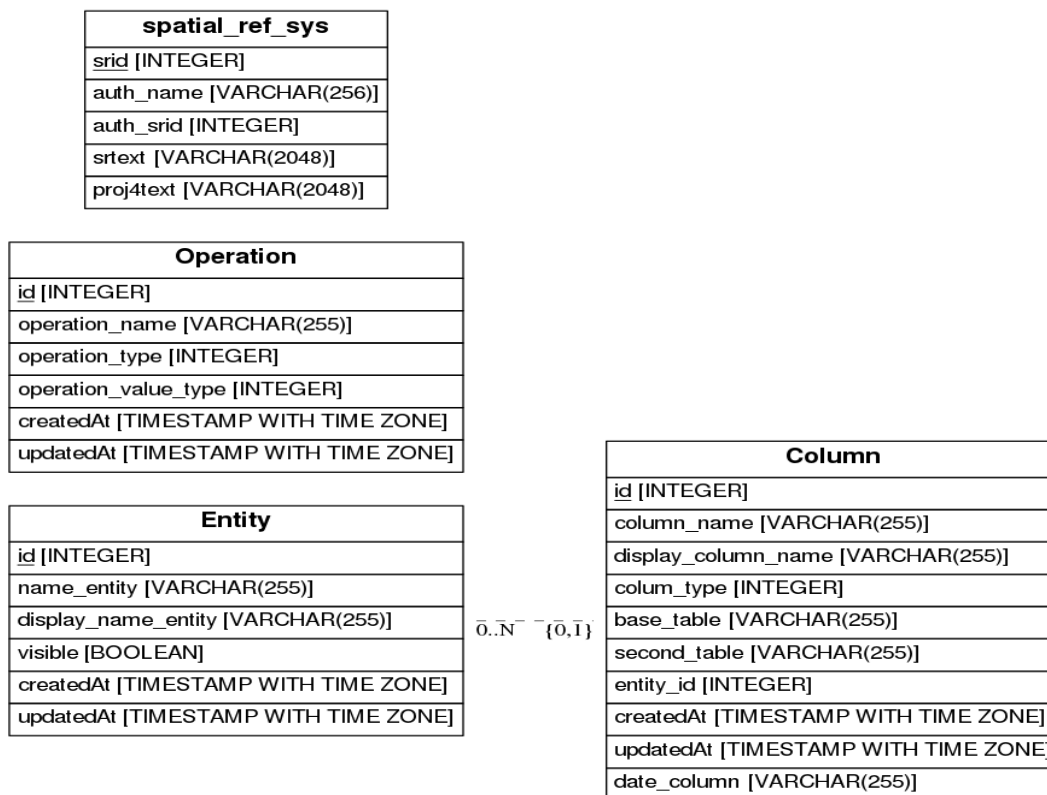 spatial_ref_sys
srid [INTEGER]
auth_name [VARCHAR(256)]
auth_srid [INTEGER]
srtext [VARCHAR(2048)]
proj4text [VARCHAR(2048)]
Operation
id [INTEGER]
operation_name [VARCHAR(255)]
operation_type [INTEGER]
operation_value_type [INTEGER]
createdAt [TIMESTAMP WITH TIME ZONE]
updatedAt [TIMESTAMP WITH TIME ZONE]
Entity
id [INTEGER]
name_entity [VARCHAR(255)]
display_name_entity [VARCHAR(255)]
visible [BOOLEAN]
createdAt [TIMESTAMP WITH TIME ZONE]
updatedAt [TIMESTAMP WITH TIME ZONE]
0..N {0,1}
Column
id [INTEGER]
column_name [VARCHAR(255)]
display_column_name [VARCHAR(255)]
colum_type [INTEGER]
base_table [VARCHAR(255)]
second_table [VARCHAR(255)]
entity_id [INTEGER]
createdAt [TIMESTAMP WITH TIME ZONE]
updatedAt [TIMESTAMP WITH TIME ZONE]
date_column [VARCHAR(255)]